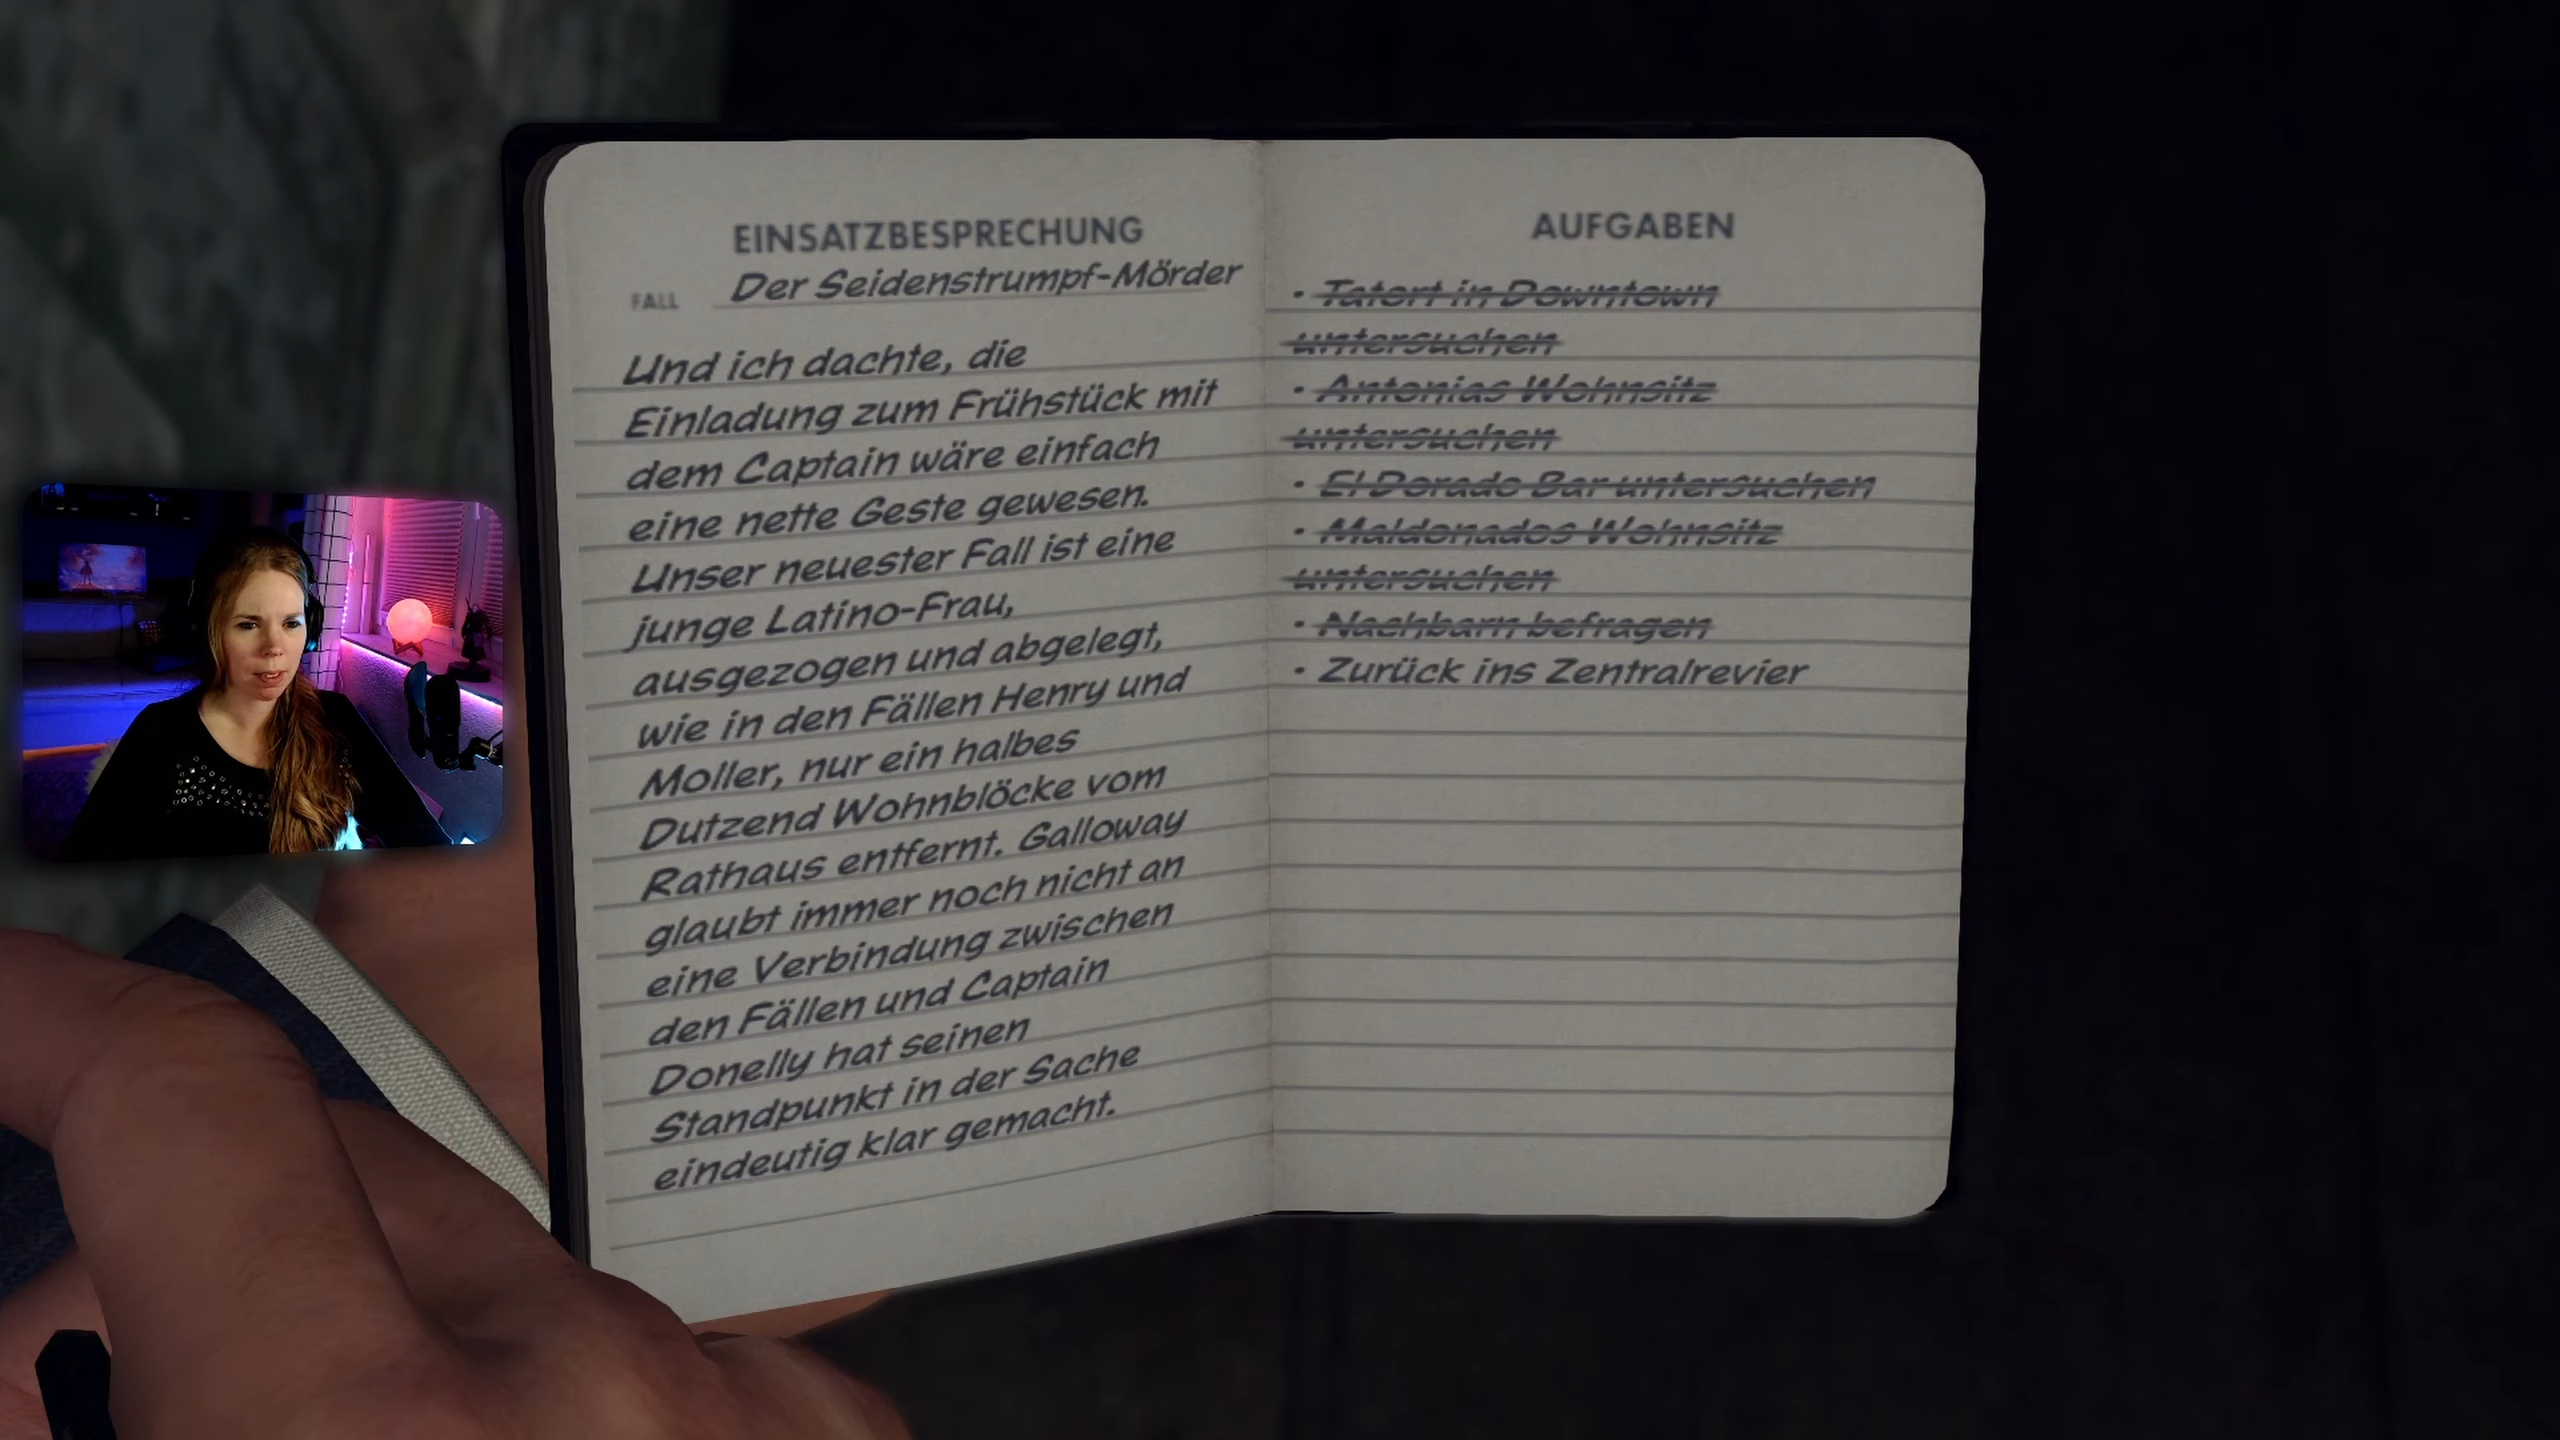 EINSATZBESPRECHUNG
FALL Der Seidenstrumpf-Mörder
Und ich dachte, die
Einladung zum Frühstück mit
dem Captain wäre einfach
eine nette Geste gewesen.
Unser neuester Fall ist eine
junge Latino-Frau,
ausgezogen und abgelegt,
wie in den Fällen Henry und
Moller, nur ein halbes
Dutzend Wohnblöcke vom
Rathaus entfernt. Galloway
glaubt immer noch nicht an
eine Verbindung zwischen
den Fällen und Captain
Donelly hat seinen
Standpunkt in der Sache
eindeutig klar gemacht.
AUFGABEN
• Tatort in Downtown
untersuchen
• Antonias Wohnsitz
untersuchen
• El Dorado Bar untersuchen
• Maldonados Wohnsitz
untersuchen
• Nachbarn befragen
• Zurück ins Zentralrevier